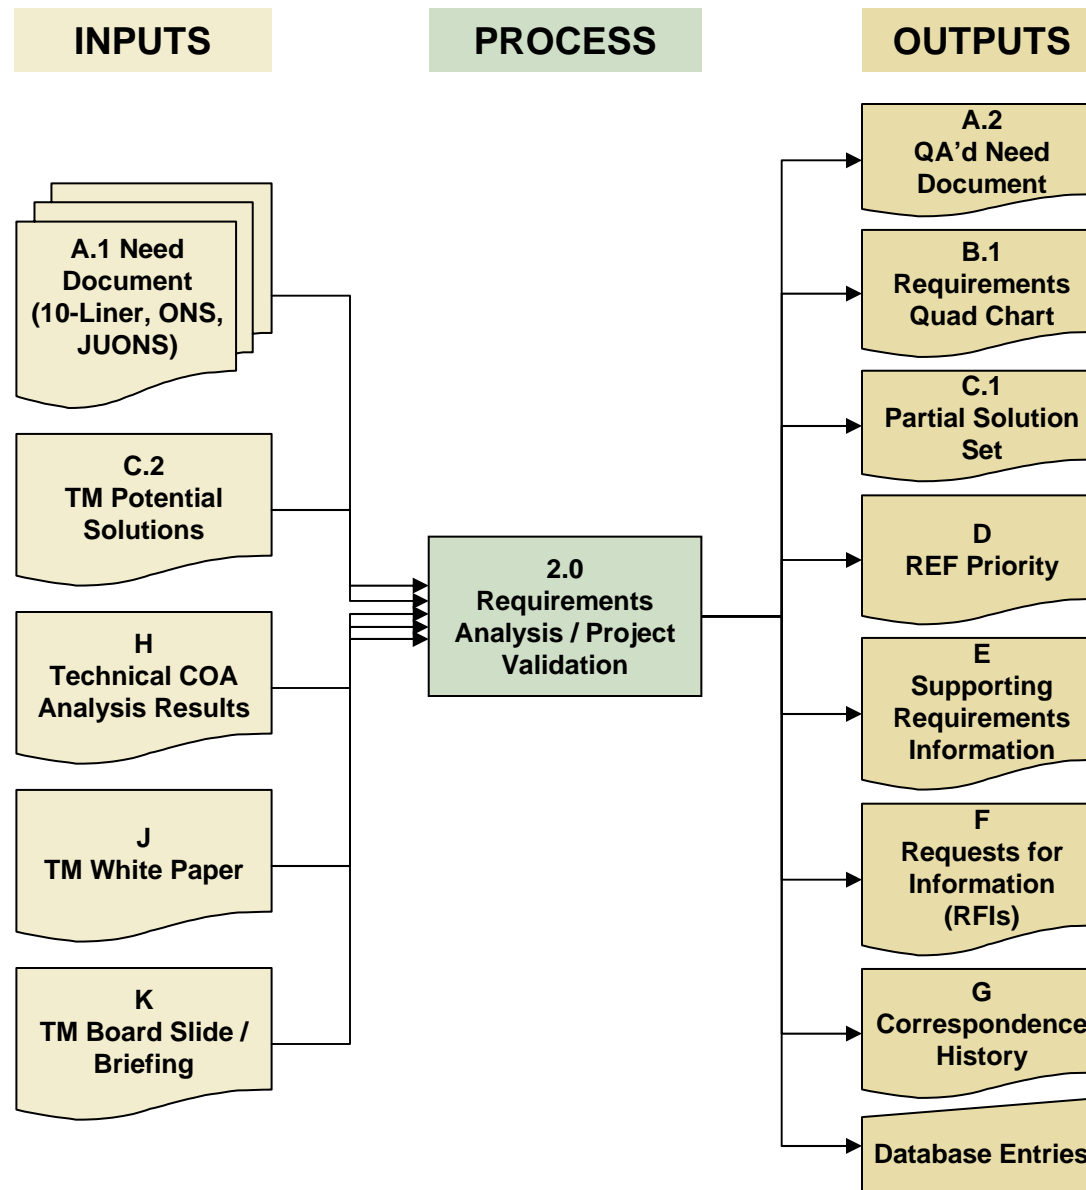 INPUTS
PROCESS
OUTPUTS
A.1 Need
Document
(10-Liner, ONS,
JUONS)
C.2
TM Potential
Solutions
H
Technical COA
Analysis Results
J
TM White Paper
K
TM Board Slide /
Briefing
2.0
Requirements
Analysis / Project
Validation
A.2
QA’d Need
Document
B.1
Requirements
Quad Chart
C.1
Partial Solution
Set
D
REF Priority
E
Supporting
Requirements
Information
F
Requests for
Information
(RFIs)
G
Correspondence
History
Database Entries